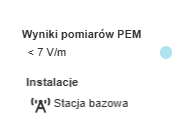 Wyniki pomiarów PEM
< 7 V/m
Instalacje
Stacja bazowa